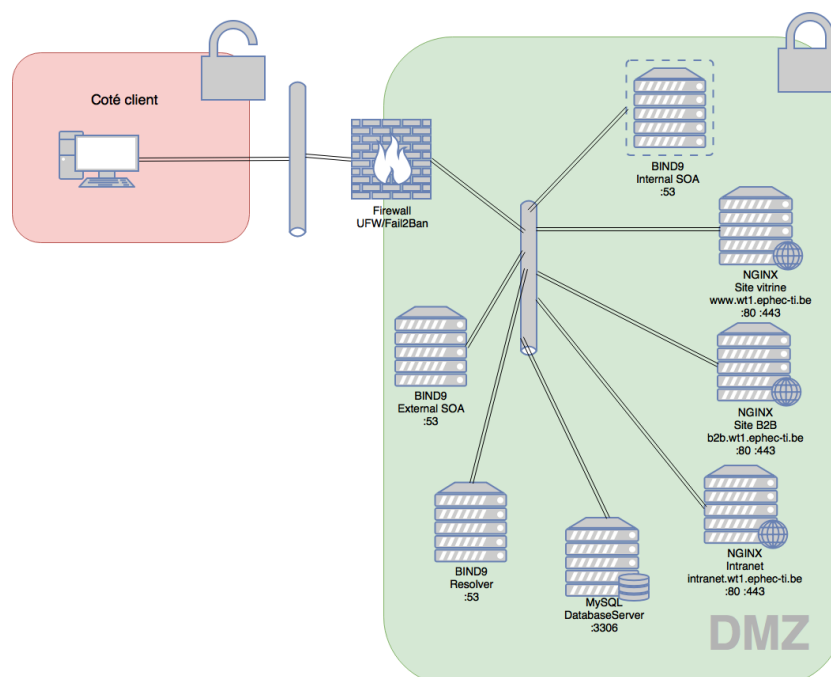 Coté client
Firewall
UFW/Fail2Ban
BIND9
Internal SOA
:53
NGINX
Site vitrine
www.wt1.ephec-ti.be
:80 :443
BIND9
External SOA
:53
NGINX
Site B2B
b2b.wt1.ephec-ti.be
:80 :443
BIND9
Resolver
:53
MySQL
DatabaseServer
:3306
NGINX
Intranet
intranet.wt1.ephec-ti.be
:80 :443
DMZ